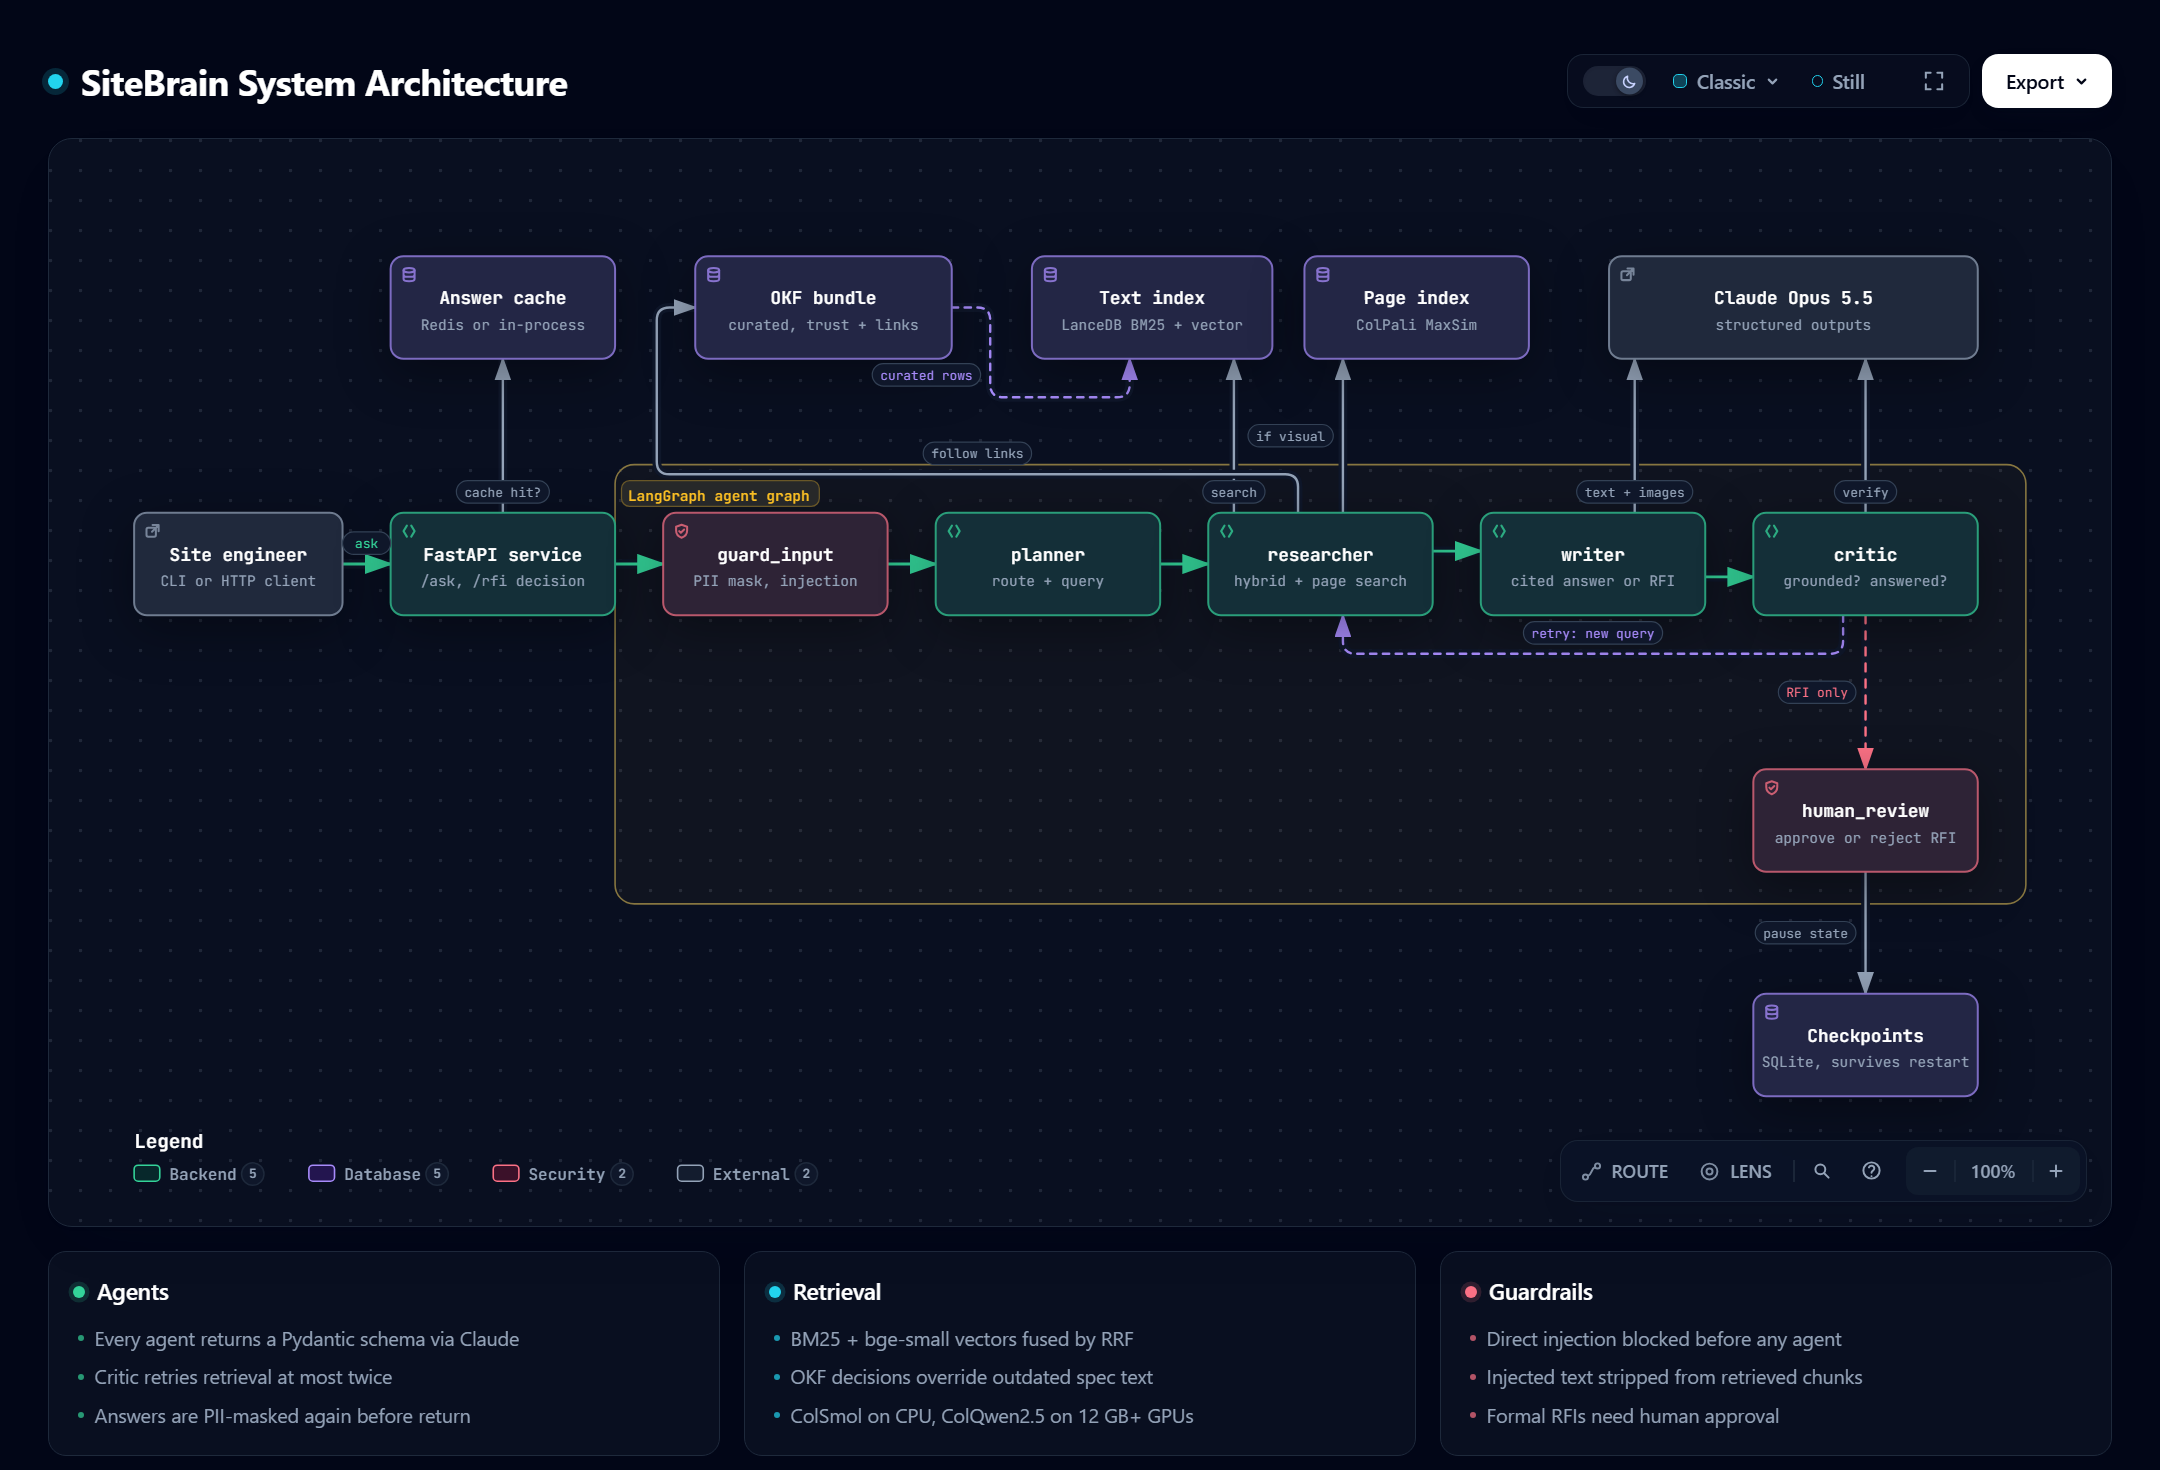 SiteBrain System Architecture
Classic
Still
Export
Answer cache
Redis or in-process
OKF bundle
curated, trust + links
Text index
LanceDB BM25 + vector
Page index
ColPali MaxSim
Claude Opus 5.5
structured outputs
curated rows
if visual
follow links
cache hit?
LangGraph agent graph
search
text + images
verify
ask
Site engineer
CLI or HTTP client
FastAPI service
/ask, /rfi decision
guard_input
PII mask, injection
planner
route + query
researcher
hybrid + page search
writer
cited answer or RFI
critic
grounded? answered?
retry: new query
RFI only
human_review
approve or reject RFI
pause state
Checkpoints
SQLite, survives restart
Legend
Backend 5
Database 5
Security 2
External 2
ROUTE
LENS
100%
Agents
Every agent returns a Pydantic schema via Claude
Critic retries retrieval at most twice
Answers are PII-masked again before return
Retrieval
BM25 + bge-small vectors fused by RRF
OKF decisions override outdated spec text
ColSmol on CPU, ColQwen2.5 on 12 GB+ GPUs
Guardrails
Direct injection blocked before any agent
Injected text stripped from retrieved chunks
Formal RFIs need human approval